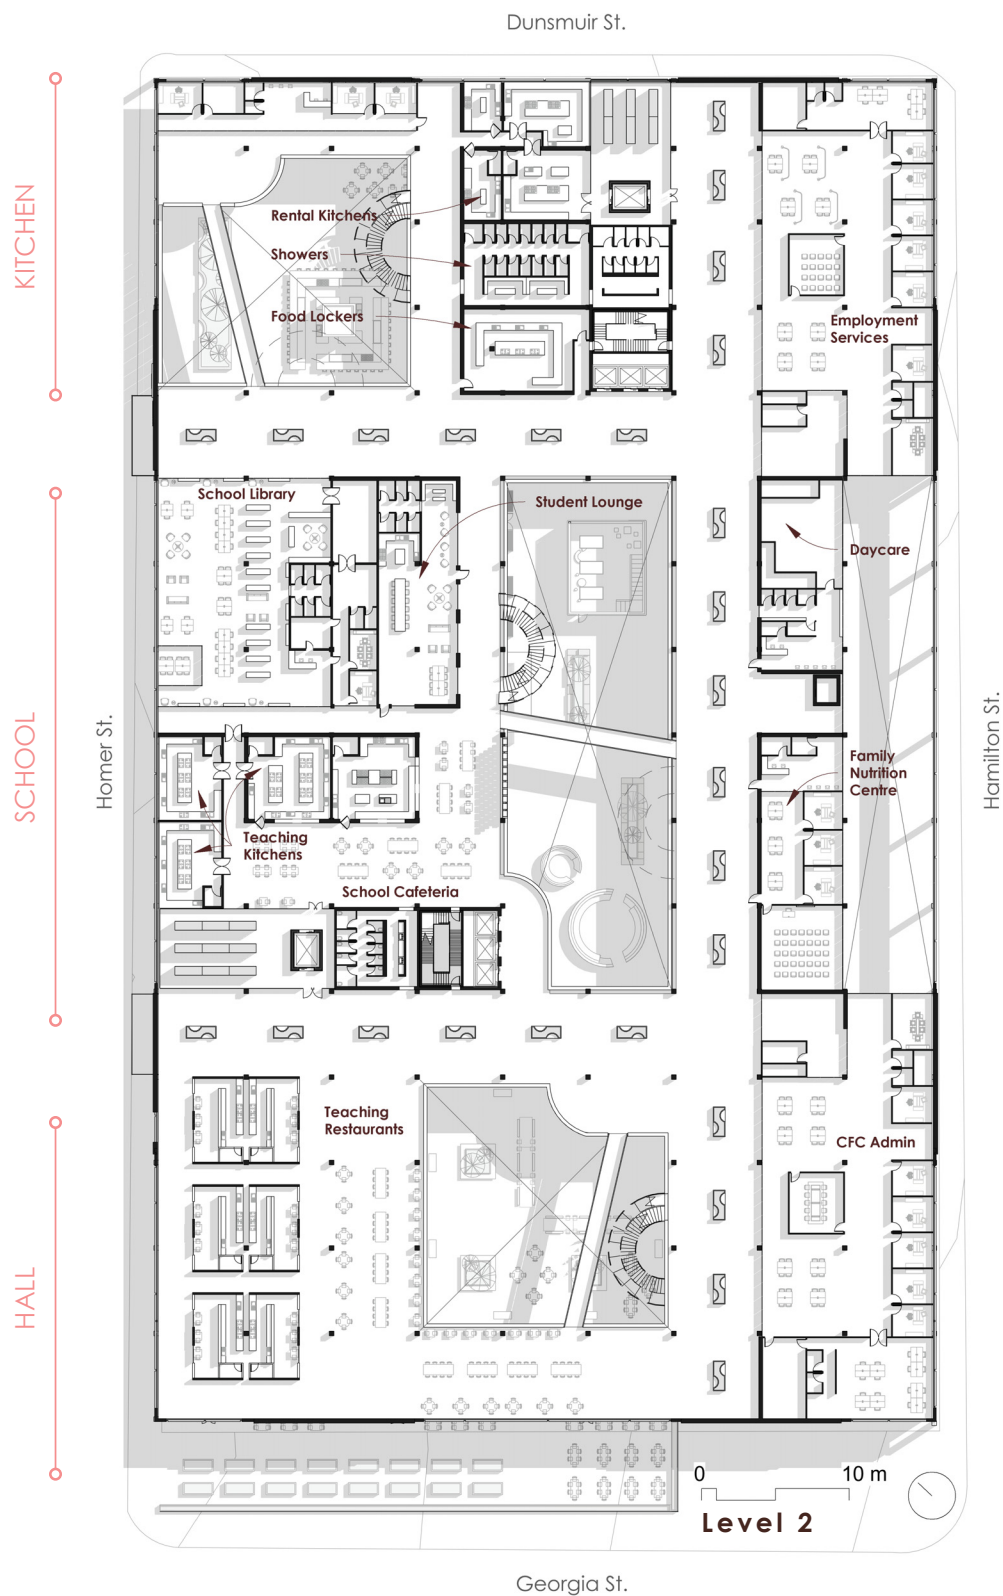 Dunsmuir St.
KITCHEN
Rental Kitchens
Showers
Food Lockers
Employment
Services
School Library
Student Lounge
Daycare
SCHOOL
Homer St.
Hamilton St.
Family
Nutrition
Centre
Teaching
Kitchens
School Cafeteria
Teaching
Restaurants
CFC Admin
HALL
0 10 m
Level 2
Georgia St.